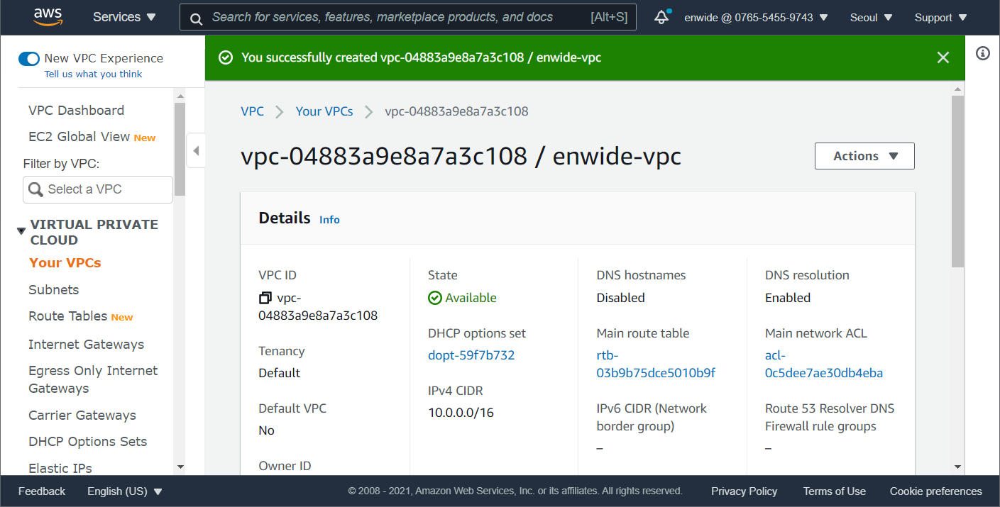 aws
Services
Search for services, features, marketplace products, and docs
[Alt+S]
enwide @ 0765-5455-9743
Seoul
Support
New VPC Experience
Tell us what you think
You successfully created vpc-04883a9e8a7a3c108 / enwide-vpc
VPC Dashboard
EC2 Global View New
Filter by VPC:
Select a VPC
VIRTUAL PRIVATE
CLOUD
Your VPCs
Subnets
Route Tables New
Internet Gateways
Egress Only Internet
Gateways
Carrier Gateways
DHCP Options Sets
Elastic IPs
VPC
Your VPCs
vpc-04883a9e8a7a3c108
vpc-04883a9e8a7a3c108 / enwide-vpc
Actions
Details Info
VPC ID
vpc-
04883a9e8a7a3c108
Tenancy
Default
Default VPC
No
Owner ID
State
Available
DHCP options set
dopt-59f7b732
IPv4 CIDR
10.0.0.0/16
DNS hostnames
Disabled
Main route table
rtb-
03b9b75dce5010b9f
IPv6 CIDR (Network
border group)
–
DNS resolution
Enabled
Main network ACL
acl-
0c5dee7ae30db4eba
Route 53 Resolver DNS
Firewall rule groups
–
Feedback
English (US)
© 2008 - 2021, Amazon Web Services, Inc. or its affiliates. All rights reserved.
Privacy Policy
Terms of Use
Cookie preferences